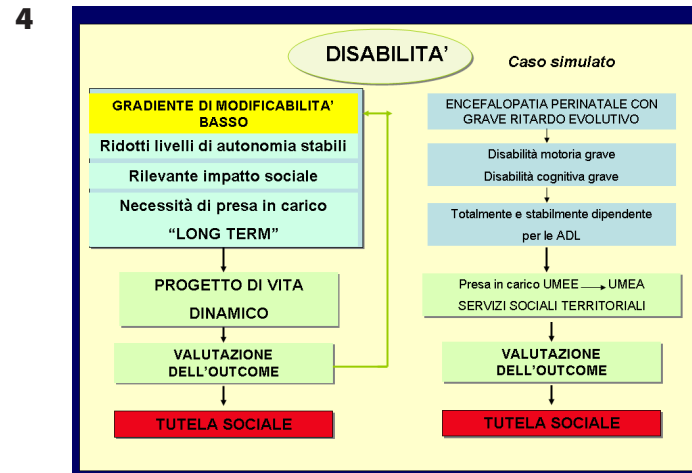 4
DISABILITA'
Caso simulato
GRADIENTE DI MODIFICABILITA'
BASSO
Ridotti livelli di autonomia stabili
Rilevante impatto sociale
Necessità di presa in carico
“LONG TERM”
PROGETTO DI VITA
DINAMICO
VALUTAZIONE
DELL'OUTCOME
TUTELA SOCIALE
ENCEFALOPATIA PERINATALE CON
GRAVE RITARDO EVOLUTIVO
Disabilità motoria grave
Disabilità cognitiva grave
Totalmente e stabilmente dipendente
per le ADL
Presa in carico UMEE UMEA
SERVIZI SOCIALI TERRITORIALI
VALUTAZIONE
DELL'OUTCOME
TUTELA SOCIALE